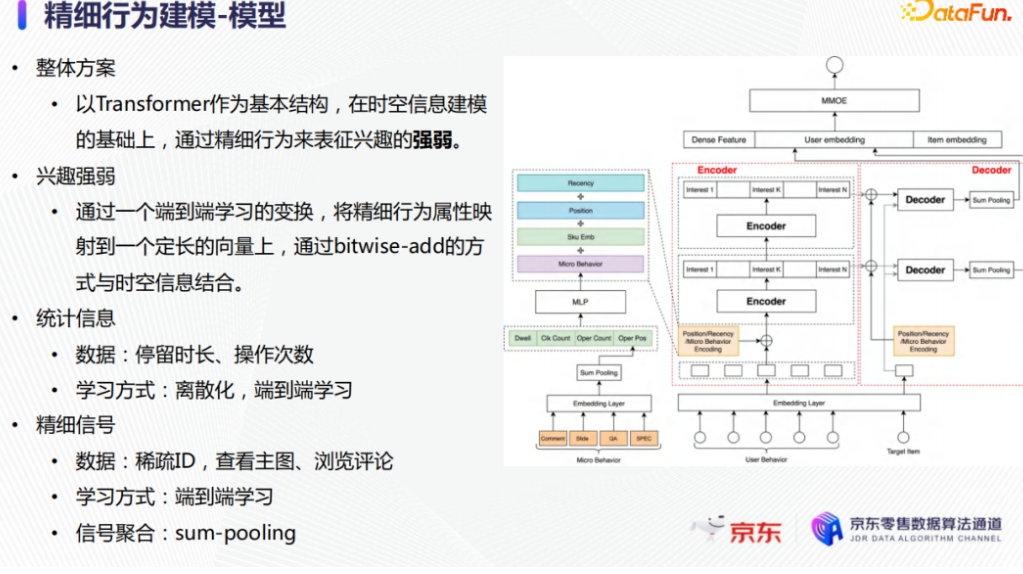 精细行为建模-模型
DataFun.
• 整体方案
• 以Transformer作为基本结构，在时空信息建模
的基础上，通过精细行为来表征兴趣的强弱。
• 兴趣强弱
• 通过一个端到端学习的变换，将精细行为属性映
射到一个定长的向量上，通过bitwise-add的方
式与时空信息结合。
• 统计信息
• 数据：停留时长、操作次数
• 学习方式：离散化，端到端学习
• 精细信号
• 数据：稀疏ID，查看主图、浏览评论
• 学习方式：端到端学习
• 信号聚合：sum-pooling
MMOE
Dense Feature User embedding Item embedding
Encoder
Decoder
Recency
Position
Sku Emb
Micro Behavior
MLP
Dwell Clk Count Oper Count Oper Pos
Sum Pooling
Embedding Layer
Comment Slide QA SPEC
Micro Behavior
Interest 1 Interest K Interest N
Encoder
Interest 1 Interest K Interest N
Encoder
Position/Recency
/Micro Behavior
Encoding
Embedding Layer
User Behavior
Decoder
Sum Pooling
Decoder
Sum Pooling
Position/Recency
/Micro Behavior
Encoding
Target Item
京东
京东零售数据算法通道
JDR DATA ALGORITHM CHANNEL